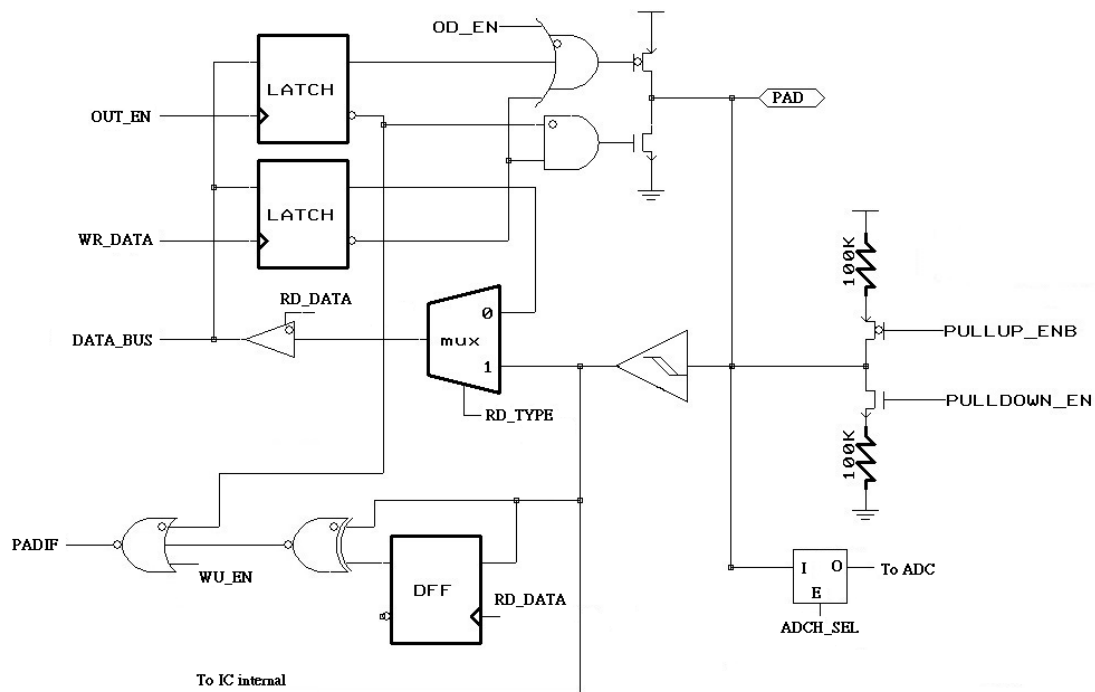 OD_EN
LATCH
PAD
OUT_EN
LATCH
WR_DATA
100K
RD_DATA
0
DATA_BUS
mux
PULLUP_ENB
1
PULLDOWN_EN
RD_TYPE
100K
PADIF
WU_EN
DFF
RD_DATA
I O
To ADC
E
ADCH_SEL
To IC internal